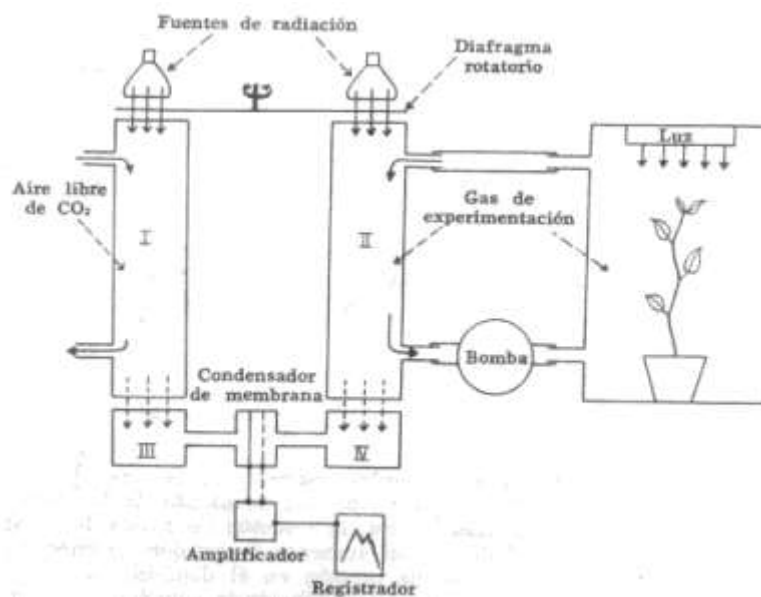 Fuentes de radiación
Diafragma
rotatorio
Luz
Aire libre
de CO₂
Gas de
experimentación
I
II
Bomba
Condensador
de membrana
III
IV
Amplificador
Registrador